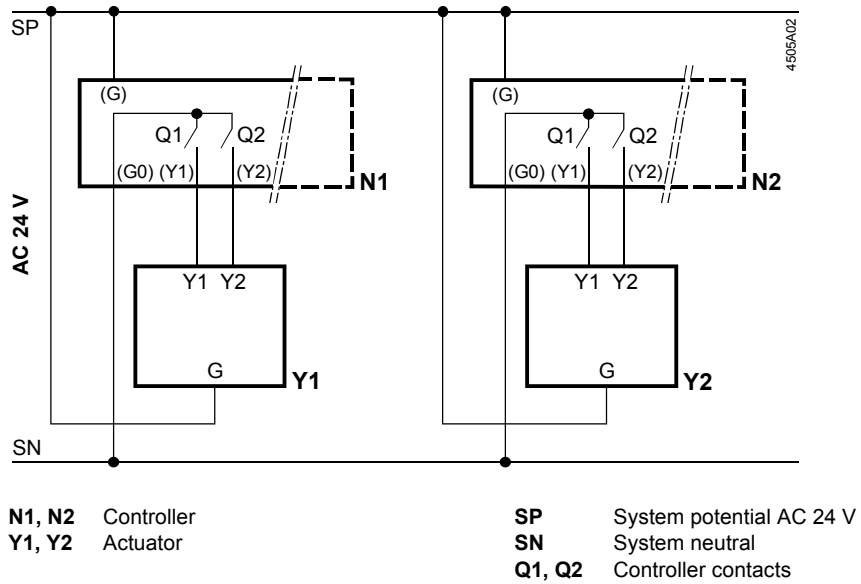 SP
4505A02
(G)
(G)
Q1 Q2
Q1 Q2
(G0) (Y1) (Y2)
N1
(G0) (Y1) (Y2)
N2
AC 24 V
Y1 Y2
Y1 Y2
G
Y1
G
Y2
SN
N1, N2 Controller
Y1, Y2 Actuator
SP System potential AC 24 V
SN System neutral
Q1, Q2 Controller contacts